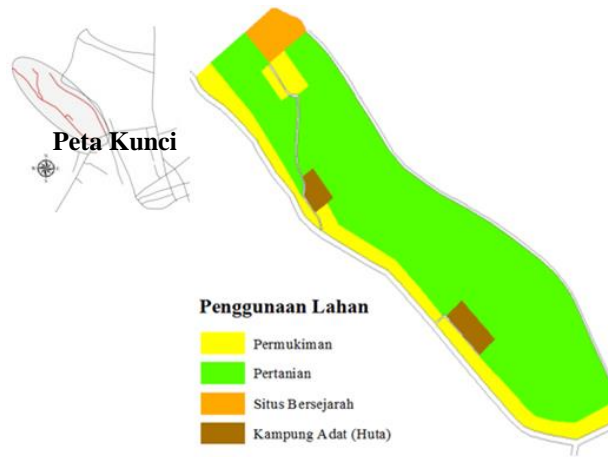 Peta Kunci
Penggunaan Lahan
Permukiman
Pertanian
Situs Bersejarah
Kampung Adat (Huta)